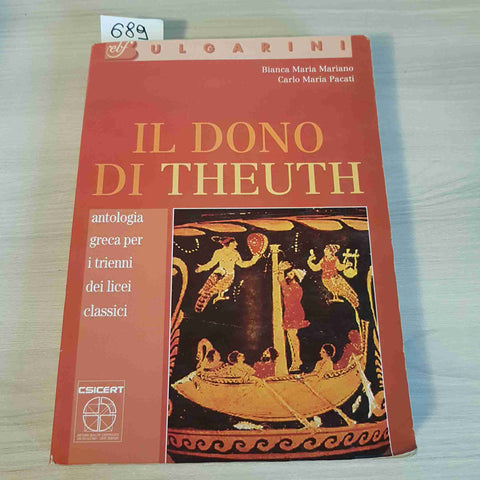 689
elf BULGARINI
Bianca Maria Mariano
Carlo Maria Pacati
IL DONO
DI THEUTH
antologia
greca per
i trienni
dei licei
classici
CSICERT